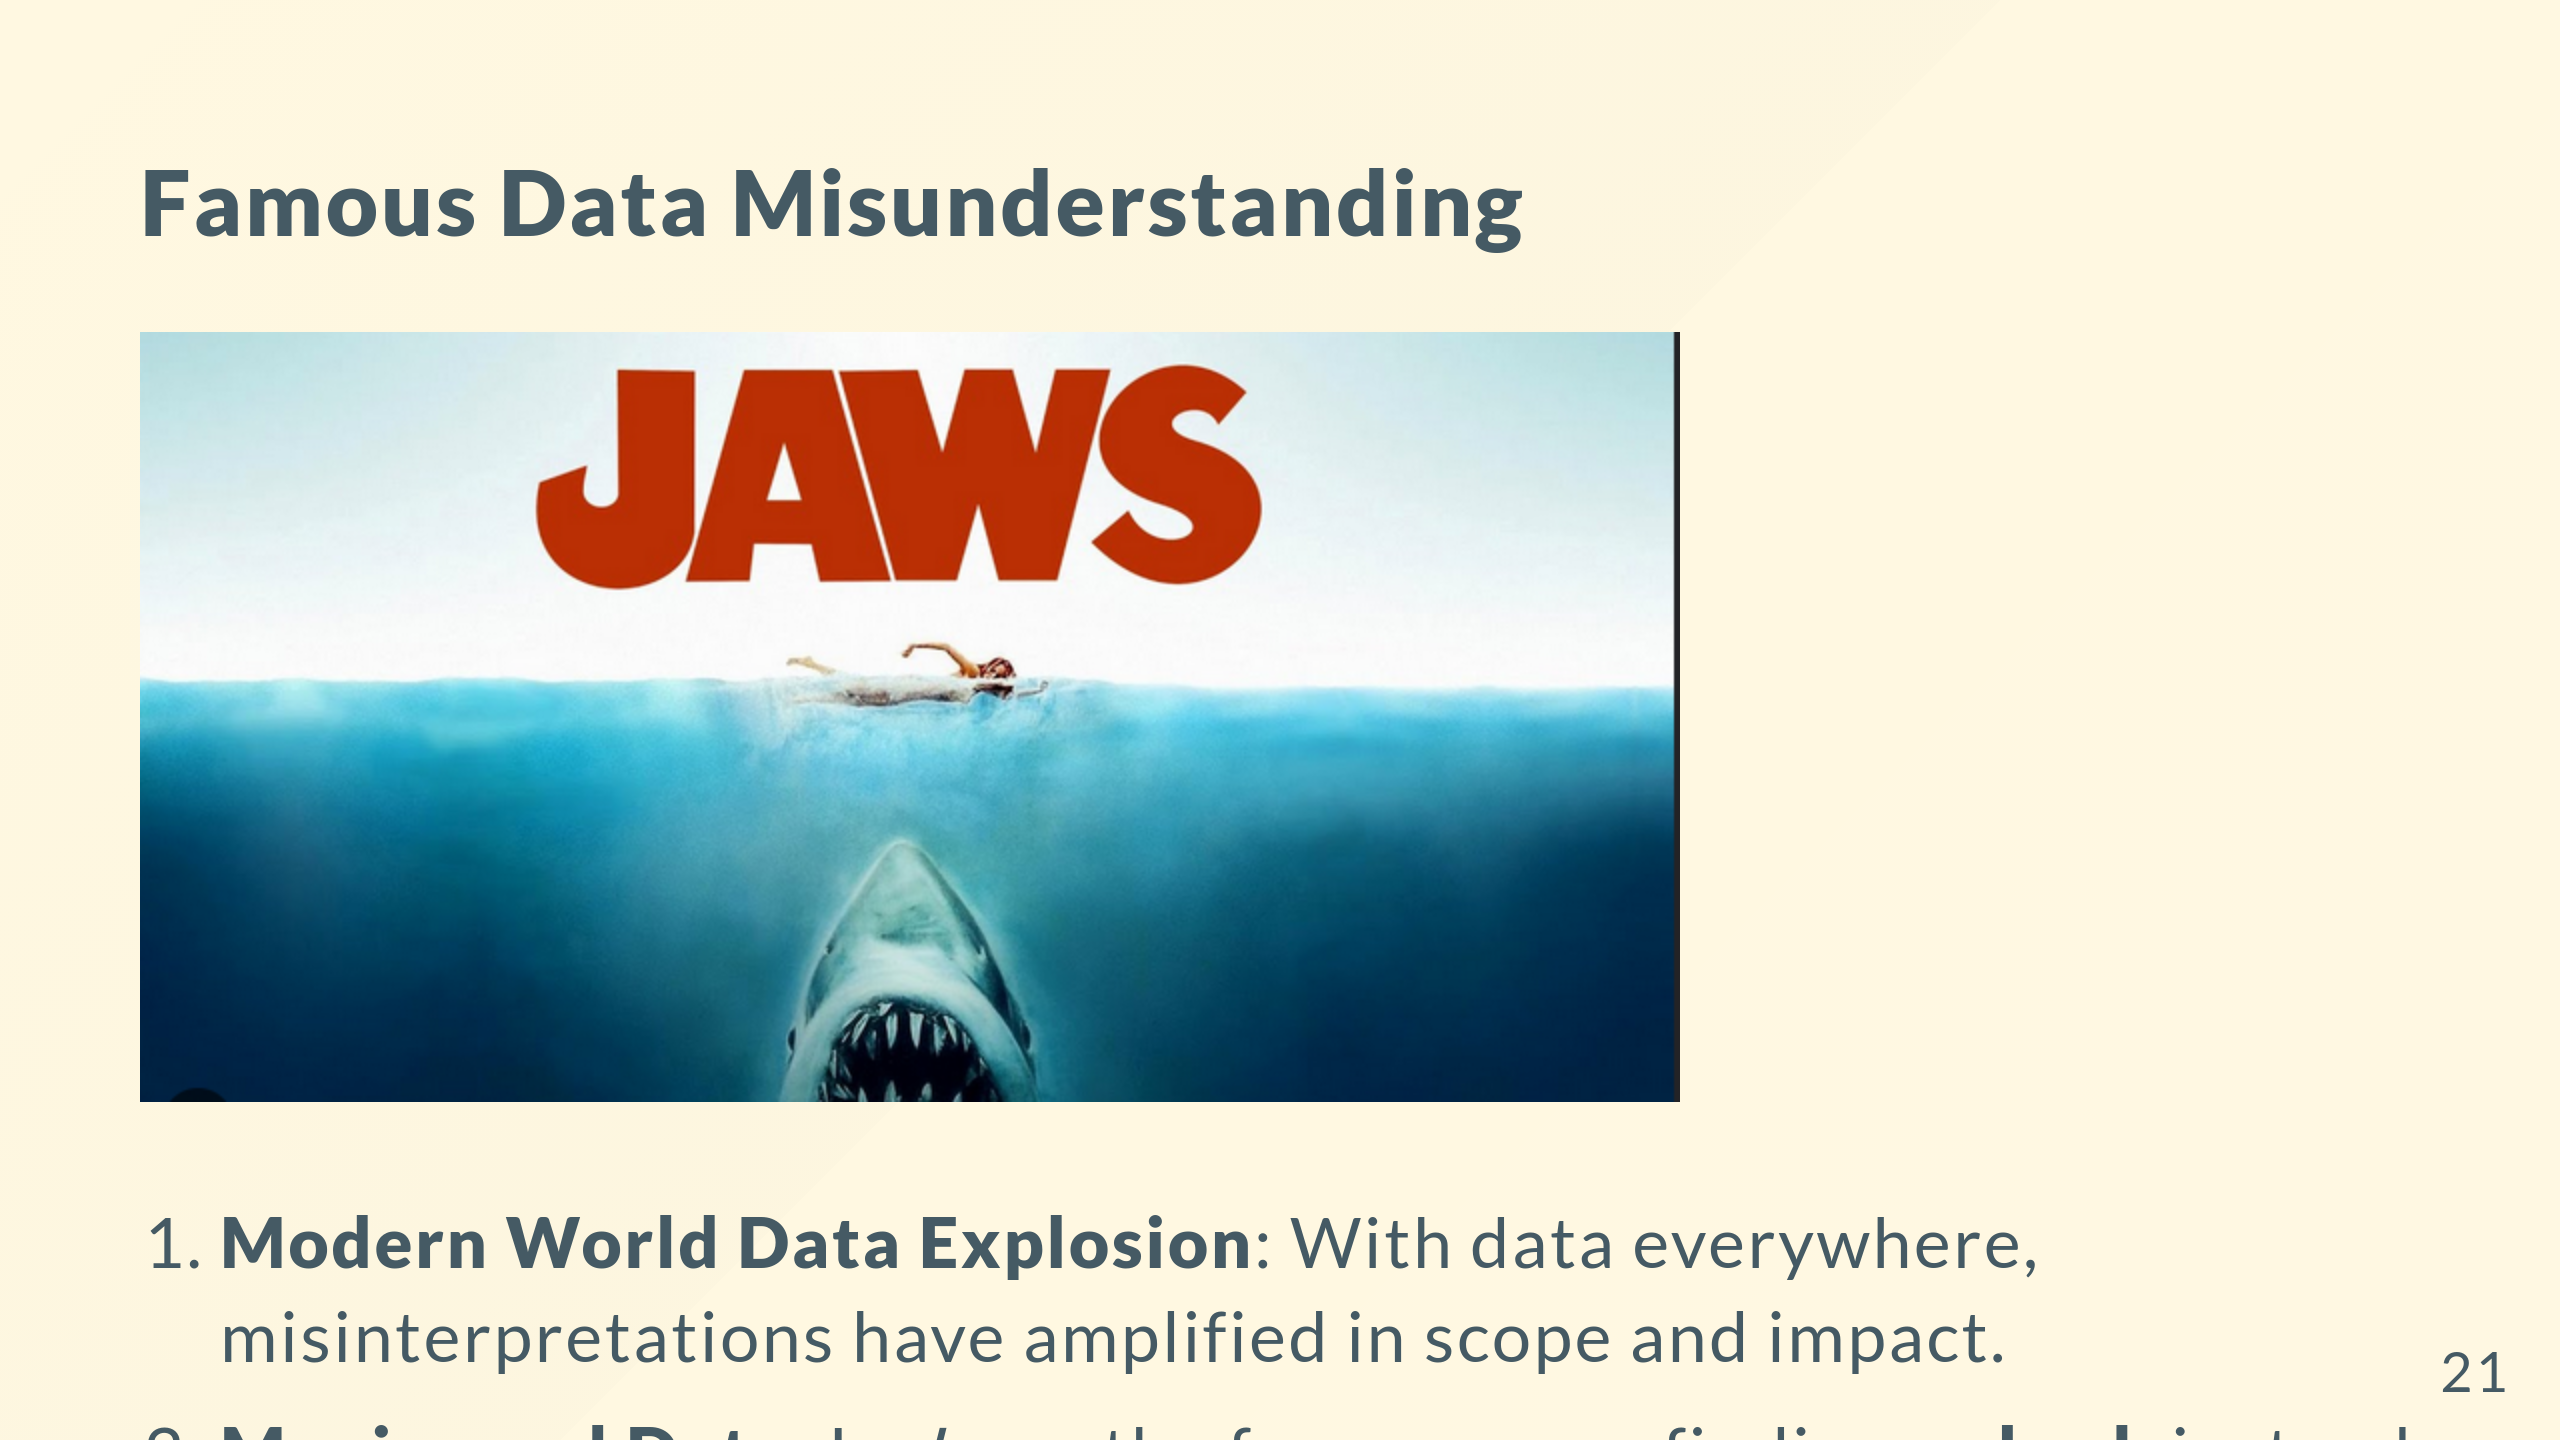 Famous Data Misunderstanding
JAWS
1. Modern World Data Explosion: With data everywhere,
misinterpretations have amplified in scope and impact.
21